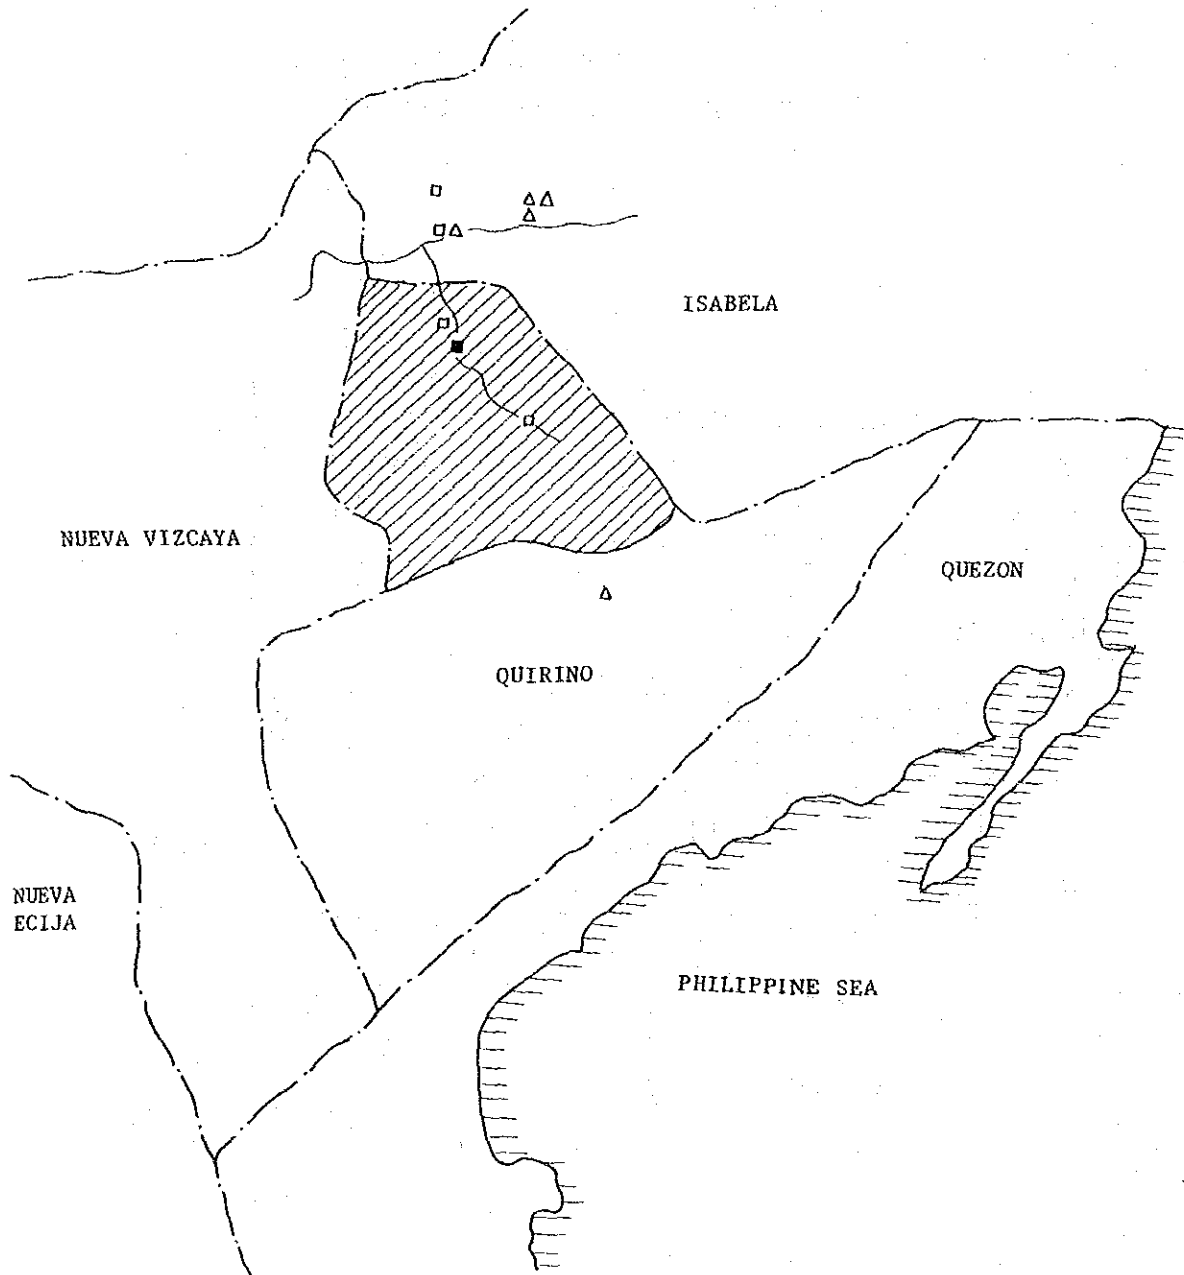 ISABELA
NUEVA VIZCAYA
QUEZON
QUIRINO
NUEVA
ECIJA
PHILIPPINE SEA